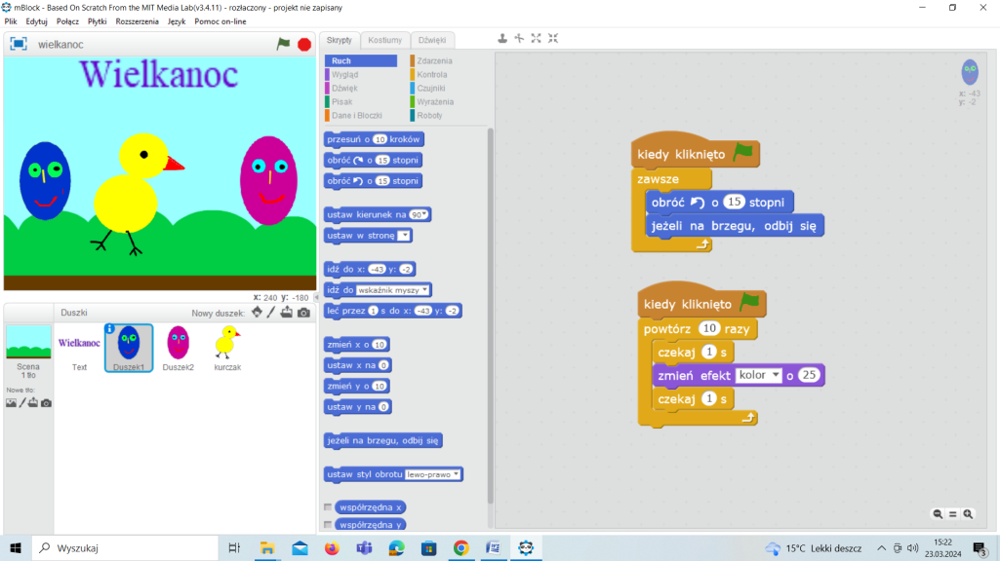 mBlock - Based On Scratch From the MIT Media Lab(v3.4.11) - rozłączony - projekt nie zapisany
Plik Edytuj Połącz Płytki Rozszerzenia Język Pomoc on-line
wielkanoc
Wielkanoc
x: 240 y: -180
Duszki Nowy duszek:
Scena
1 tło
Nowe tło:
Wielkanoc
Text
Duszek1
Duszek2
kurczak
Skrypty Kostiumy Dźwięki
Ruch Zdarzenia
Wygląd Kontrola
Dźwięk Czujniki
Pisak Wyrażenia
Dane i Bloczki Roboty
przesuń o 10 kroków
obróć o 15 stopni
obróć o 15 stopni
ustaw kierunek na 90
ustaw w stronę
idź do x: -43 y: -2
idź do wskaźnik myszy
leć przez 1 s do x: -43 y: -2
zmień x o 10
ustaw x na 0
zmień y o 10
ustaw y na 0
jeżeli na brzegu, odbij się
ustaw styl obrotu lewo-prawo
współrzędna x
współrzędna y
x: -43
y: -2
kiedy kliknięto
zawsze
obróć o 15 stopni
jeżeli na brzegu, odbij się
kiedy kliknięto
powtórz 10 razy
czekaj 1 s
zmień efekt kolor o 25
czekaj 1 s
Wyszukaj
15°C Lekki deszcz
15:22
23.03.2024
3